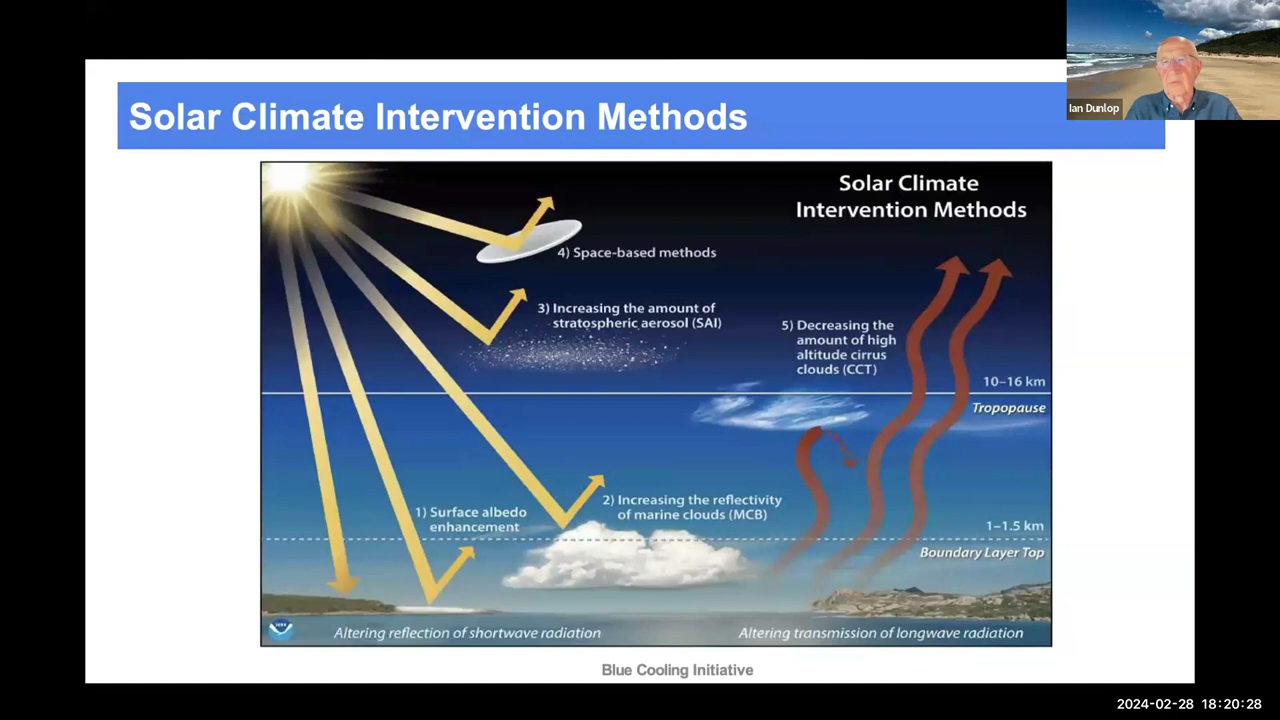 Ian Dunlop
Solar Climate Intervention Methods
Solar Climate
Intervention Methods
4) Space-based methods
3) Increasing the amount of
stratospheric aerosol (SAI)
5) Decreasing the
amount of high
altitude cirrus
clouds (CCT)
10–16 km
Tropopause
2) Increasing the reflectivity
of marine clouds (MCB)
1) Surface albedo
enhancement
1–1.5 km
Boundary Layer Top
Altering reflection of shortwave radiation
Altering transmission of longwave radiation
Blue Cooling Initiative
2024-02-28 18:20:28